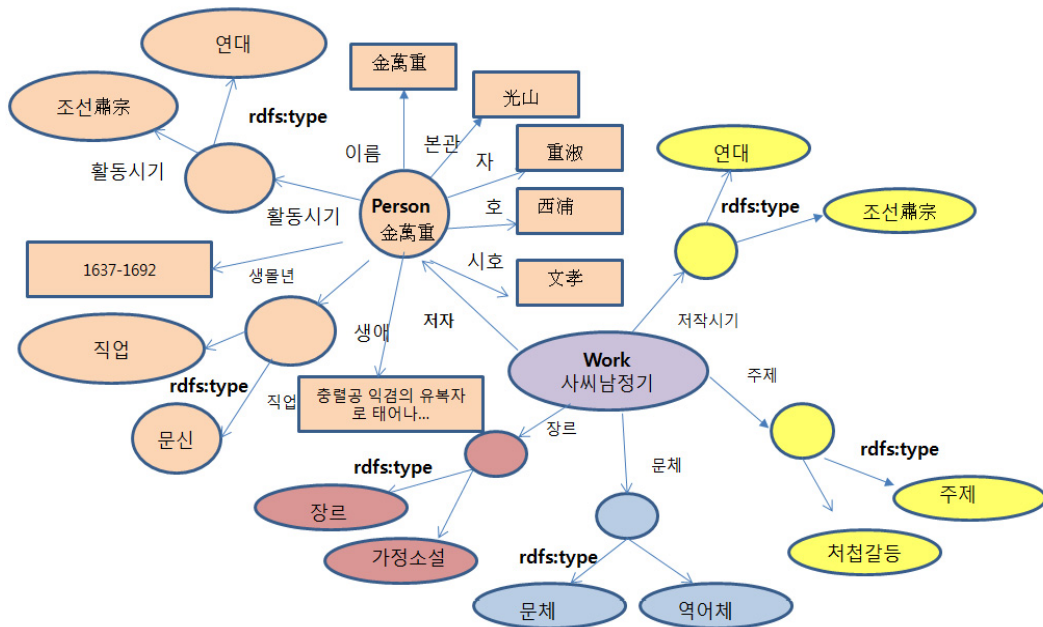 연대
金萬重
光山
조선肅宗
rdfs:type
이름
본관
자
重淑
연대
활동시기
활동시기
Person
金萬重
호
西浦
rdfs:type
조선肅宗
1637-1692
생몰년
시호
文孝
생애
저자
저작시기
직업
Work
사씨남정기
주제
rdfs:type
직업
충렬공 익겸의 유복자
로 태어나...
장르
문신
rdfs:type
문체
rdfs:type
장르
주제
가정소설
rdfs:type
처첩갈등
문체
역어체